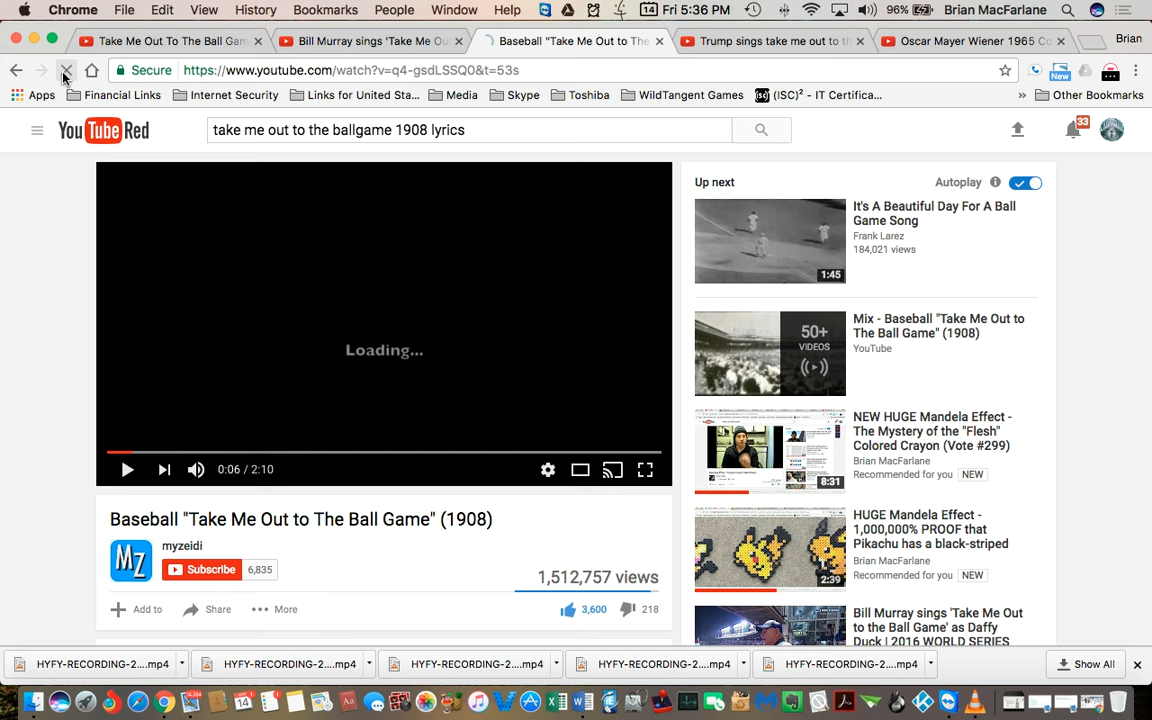 Chrome File Edit View History Bookmarks People Window Help 14 Fri 5:36 PM 96% Brian MacFarlane
Take Me Out To The Ball Gam
Bill Murray sings 'Take Me Ou
Baseball "Take Me Out to The
Trump sings take me out to th
Oscar Mayer Wiener 1965 Co
Brian
Secure https://www.youtube.com/watch?v=q4-gsdLSSQ0&t=53s
New
Apps Financial Links Internet Security Links for United Sta... Media Skype Toshiba WildTangent Games (ISC)² - IT Certifica... » Other Bookmarks
YouTube Red
take me out to the ballgame 1908 lyrics
33
Loading...
0:06 / 2:10
Baseball "Take Me Out to The Ball Game" (1908)
MZ
myzeidi
Subscribe 6,835
1,512,757 views
Add to Share More 3,600 218
Up next Autoplay
1:45
It's A Beautiful Day For A Ball
Game Song
Frank Larez
184,021 views
50+
VIDEOS
Mix - Baseball "Take Me Out to
The Ball Game" (1908)
YouTube
8:31
NEW HUGE Mandela Effect -
The Mystery of the "Flesh"
Colored Crayon (Vote #299)
Brian MacFarlane
Recommended for you NEW
2:39
HUGE Mandela Effect -
1,000,000% PROOF that
Pikachu has a black-striped
Brian MacFarlane
Recommended for you NEW
Bill Murray sings 'Take Me Out
to the Ball Game' as Daffy
Duck | 2016 WORLD SERIES
HYFY-RECORDING-2....mp4 HYFY-RECORDING-2....mp4 HYFY-RECORDING-2....mp4 HYFY-RECORDING-2....mp4 HYFY-RECORDING-2....mp4 Show All